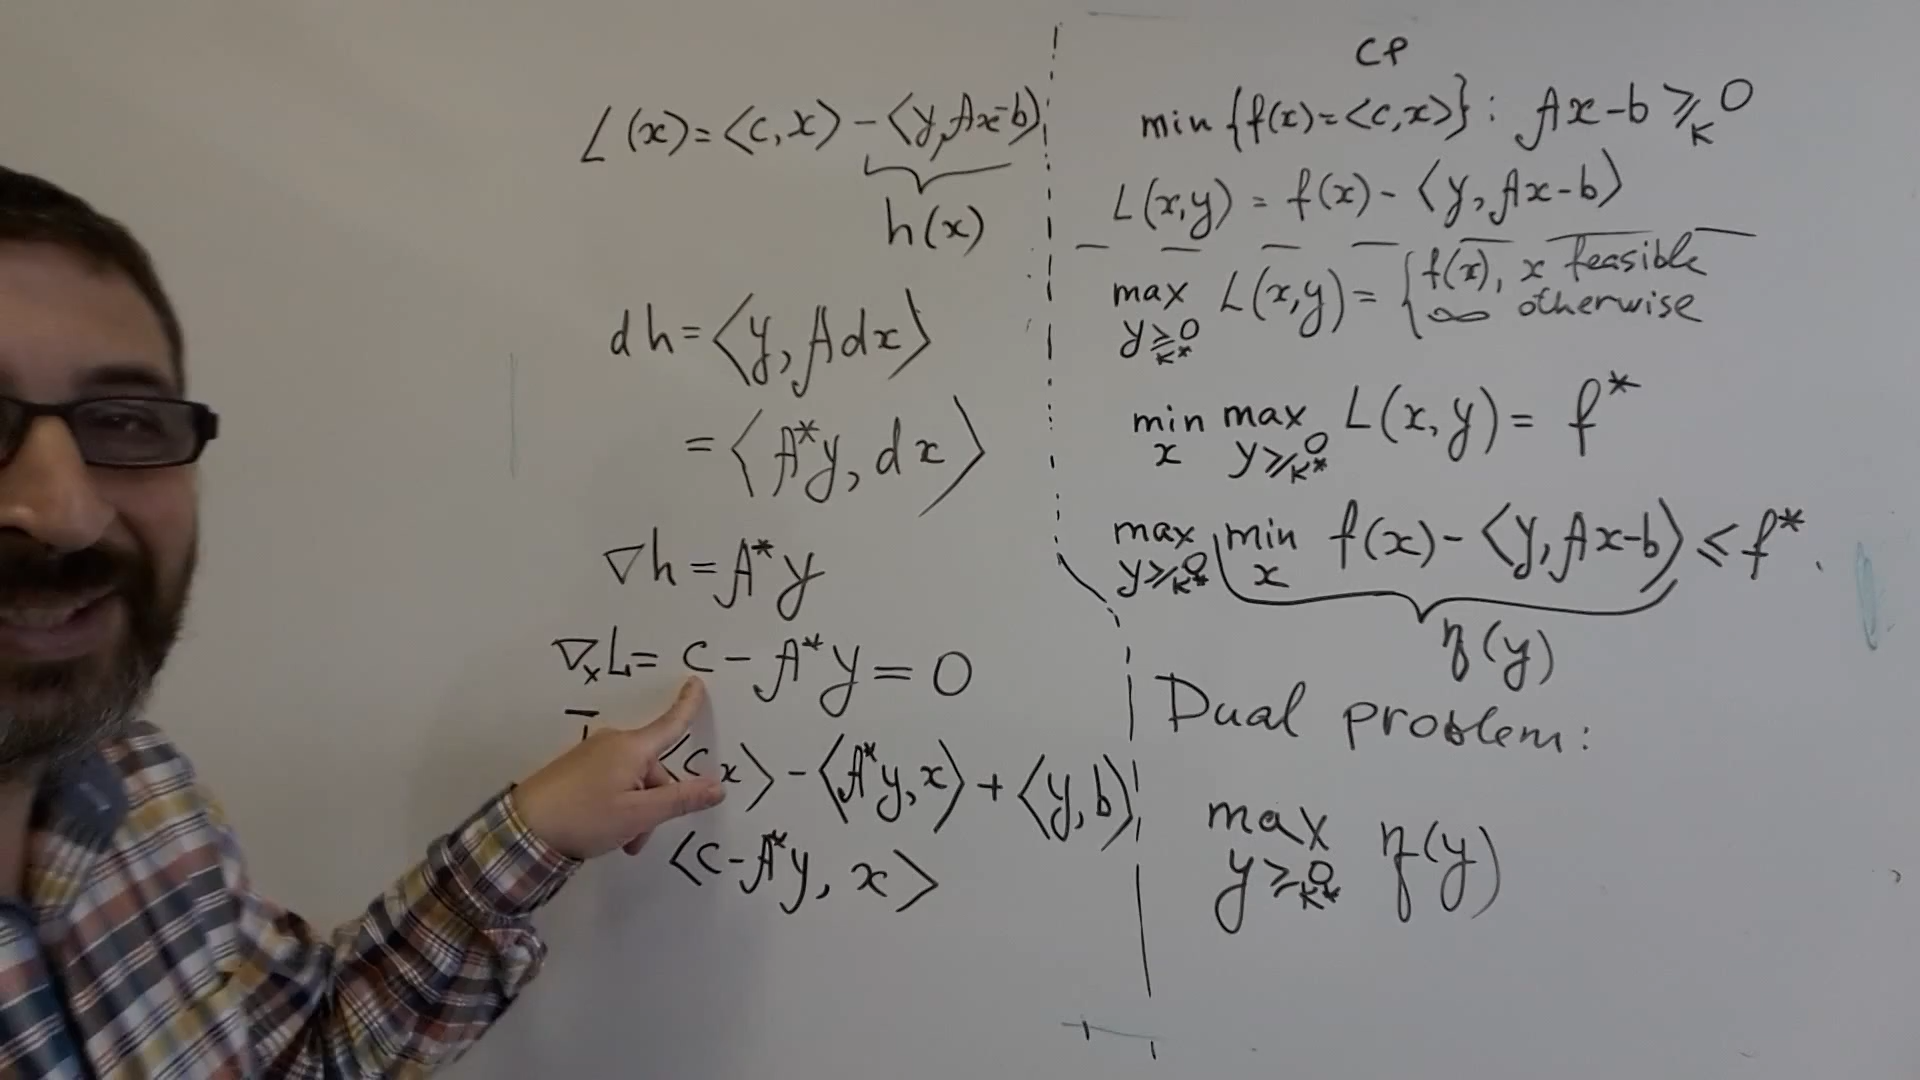 L(x) = <c, x> - <y, Ax-b>
h(x)
dh = <y, Adx>
= <A*y, dx>
∇h = A*y
∇ₓL = c - A*y = 0
<c x> - <A*y, x> + <y, b>
<c - A*y, x>
CP
min {f(x) = <c, x>} : Ax-b ≥_K 0
L(x,y) = f(x) - <y, Ax-b>
max L(x,y) = { f(x), x feasible
y ≥_K* 0 ∞ otherwise
min max L(x,y) = f*
x y ≥_K* 0
max min f(x) - <y, Ax-b> ≤ f*.
y ≥_K* 0 x
η(y)
Dual problem:
max η(y)
y ≥_K* 0